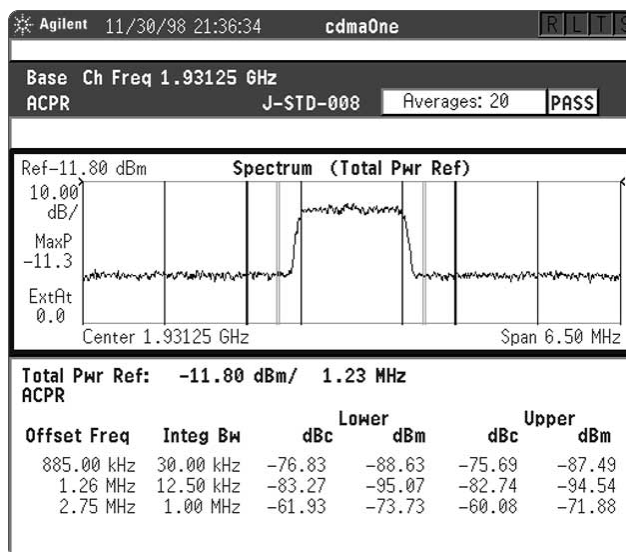 Agilent 11/30/98 21:36:34 cdmaOne R L T S
Base Ch Freq 1.93125 GHz
ACPR J-STD-008 Averages: 20 PASS
Ref-11.80 dBm Spectrum (Total Pwr Ref)
10.00
dB/
MaxP
-11.3
ExtAt
0.0
Center 1.93125 GHz Span 6.50 MHz
Total Pwr Ref: -11.80 dBm/ 1.23 MHz
ACPR
Lower Upper
Offset Freq Integ Bw dBc dBm dBc dBm
885.00 kHz 30.00 kHz -76.83 -88.63 -75.69 -87.49
1.26 MHz 12.50 kHz -83.27 -95.07 -82.74 -94.54
2.75 MHz 1.00 MHz -61.93 -73.73 -60.08 -71.88